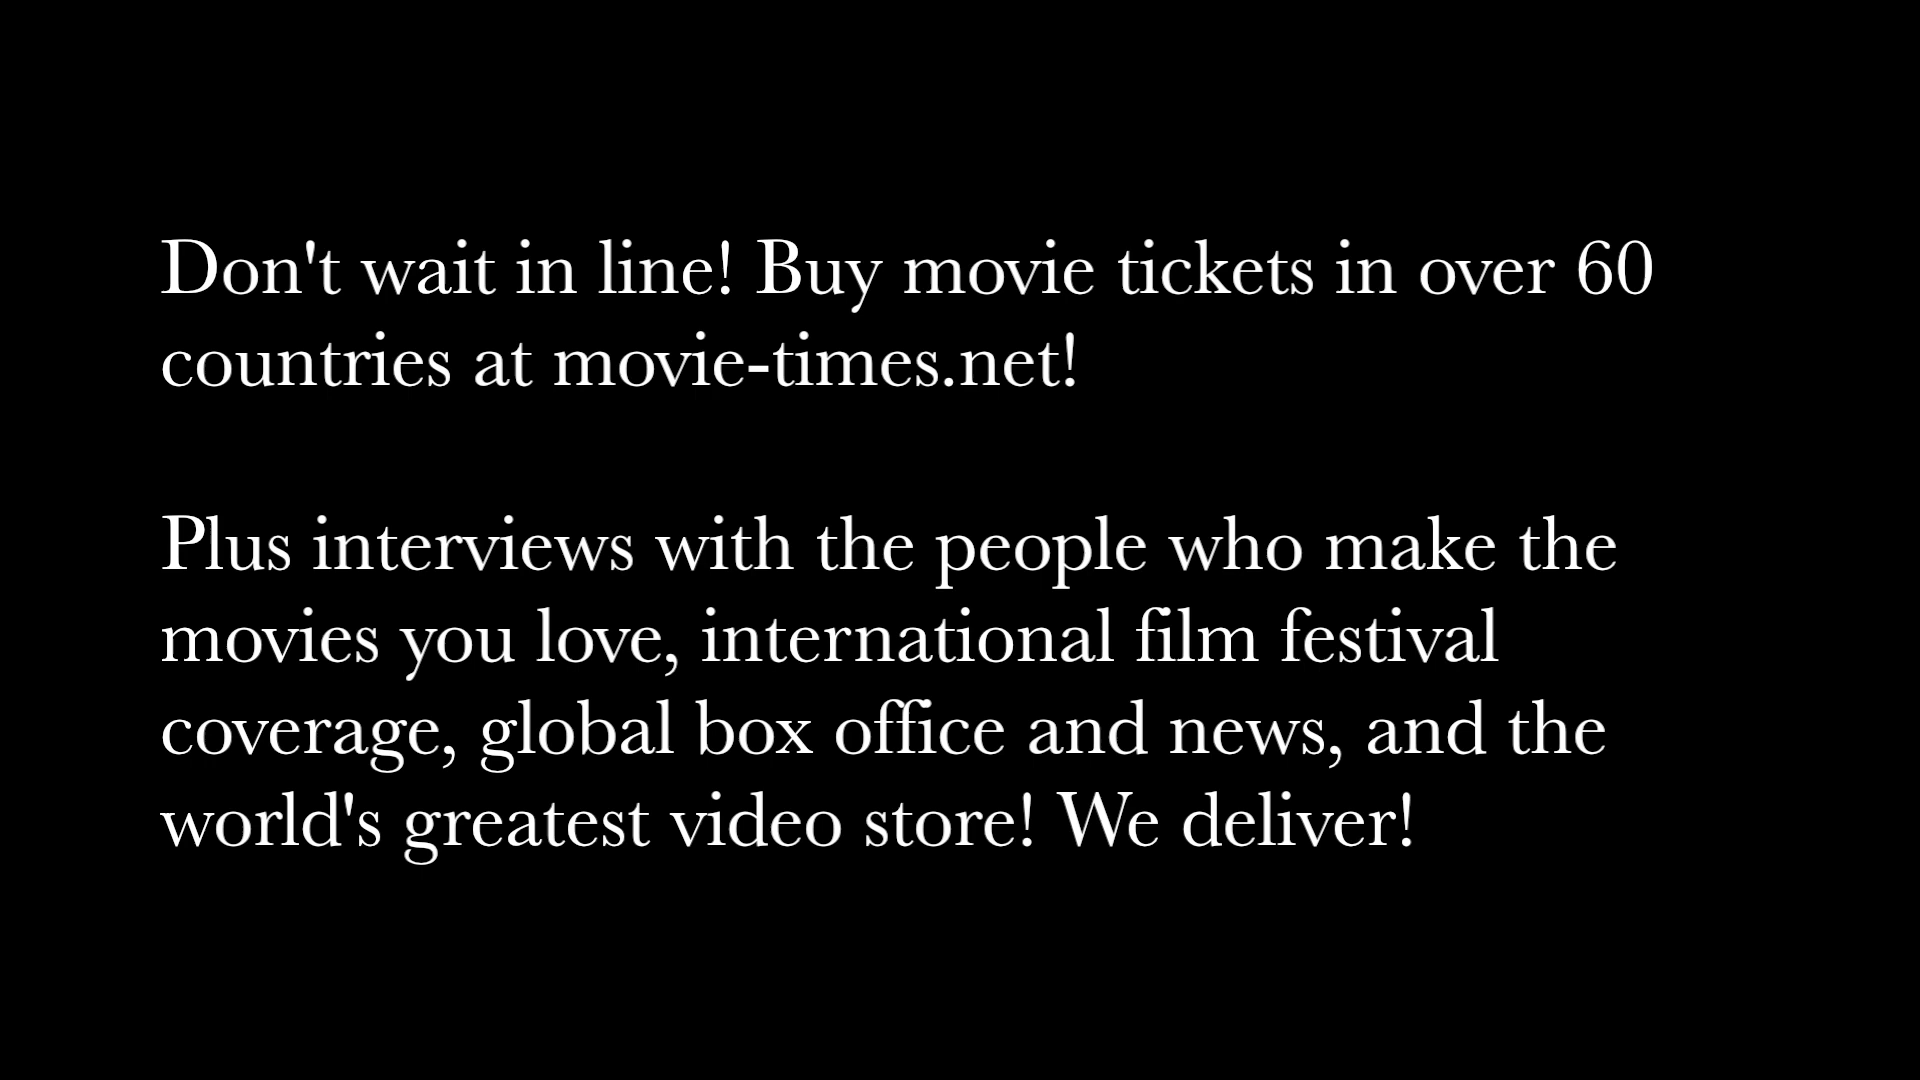 Don't wait in line! Buy movie tickets in over 60
countries at movie-times.net!
Plus interviews with the people who make the
movies you love, international film festival
coverage, global box office and news, and the
world's greatest video store! We deliver!